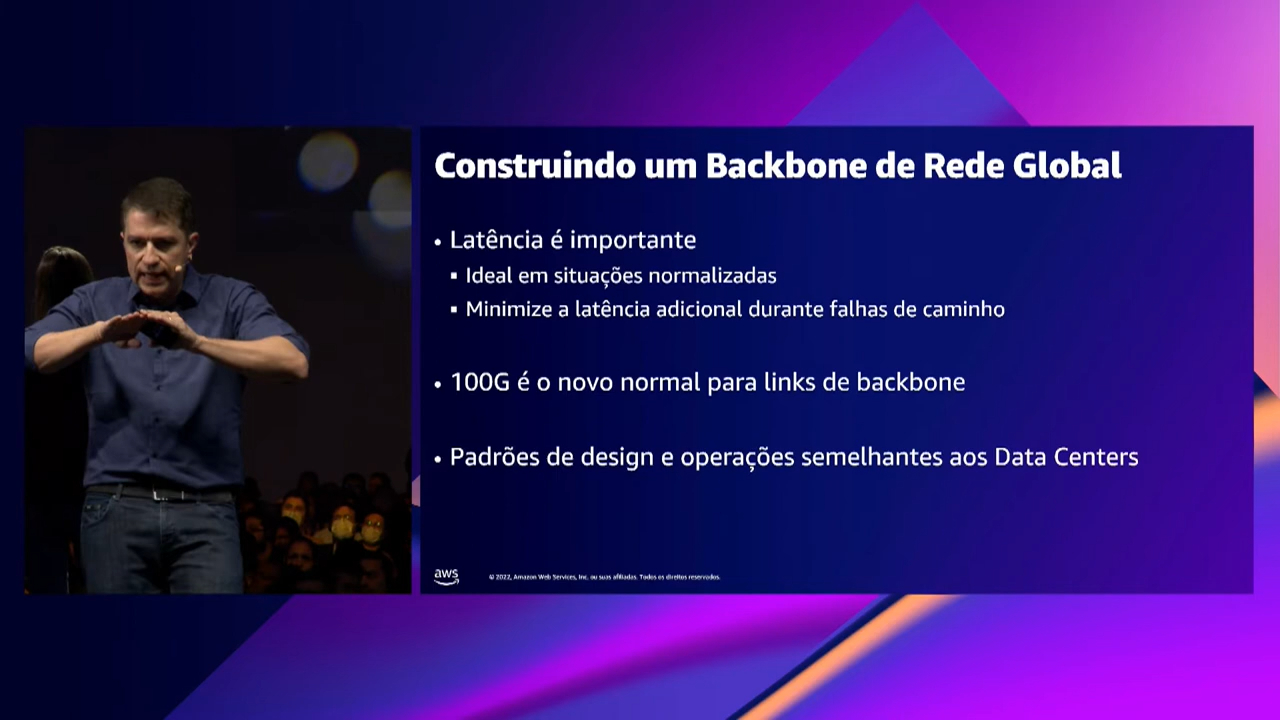 Construindo um Backbone de Rede Global
• Latência é importante
▪ Ideal em situações normalizadas
▪ Minimize a latência adicional durante falhas de caminho
• 100G é o novo normal para links de backbone
• Padrões de design e operações semelhantes aos Data Centers
aws
© 2022, Amazon Web Services, Inc. ou suas afiliadas. Todos os direitos reservados.